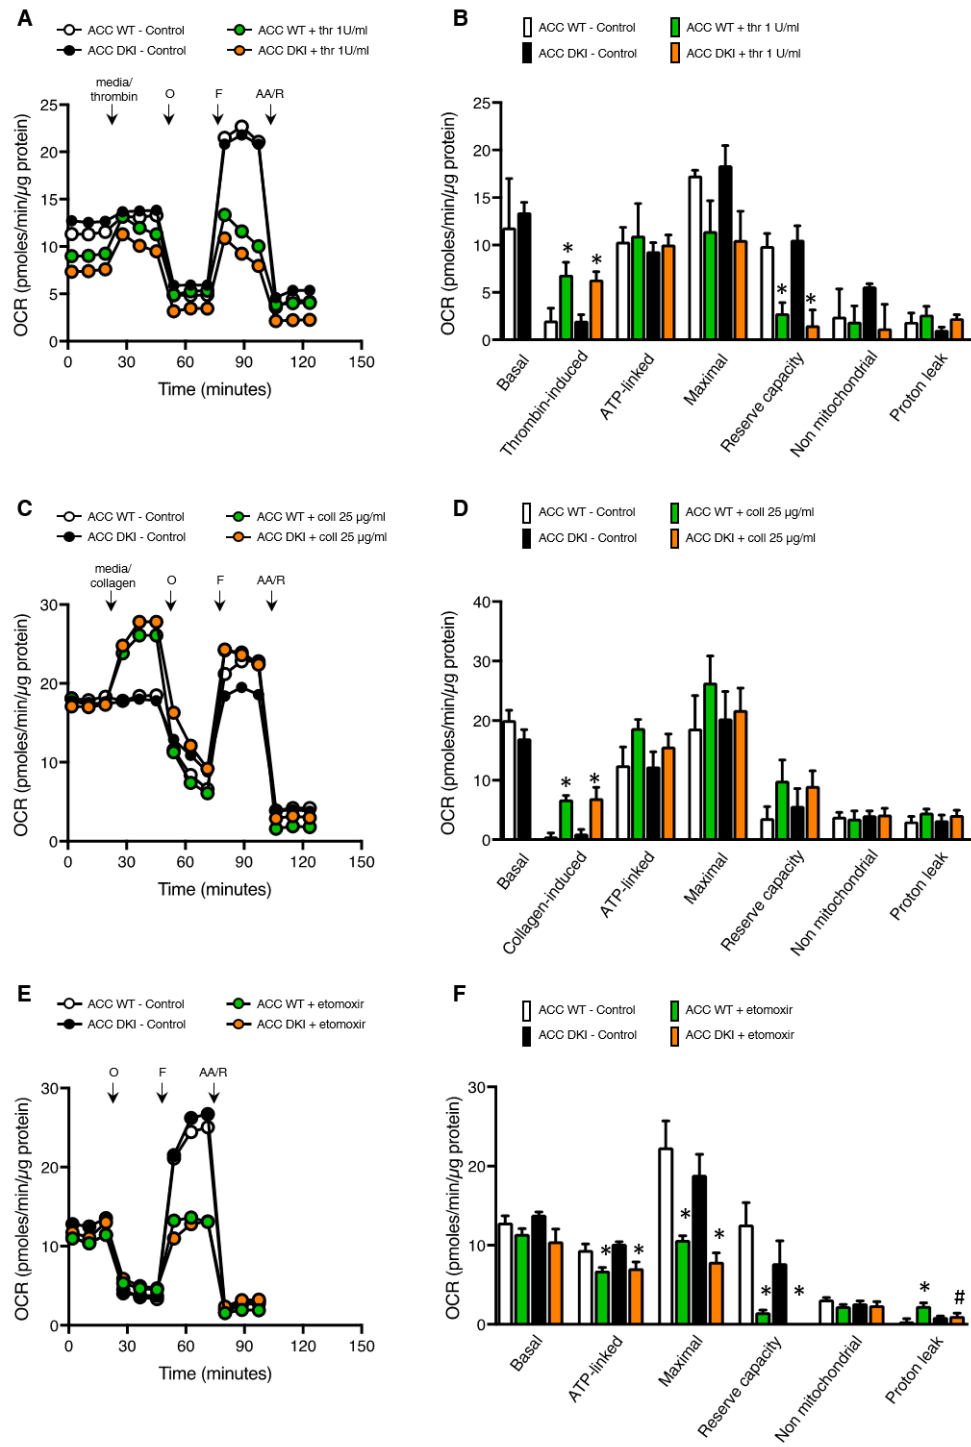 A
ACC WT - Control
ACC WT + thr 1U/ml
ACC DKI - Control
ACC DKI + thr 1U/ml
media/
thrombin
O
F
AA/R
OCR (pmoles/min/µg protein)
25
20
15
10
5
0
0 30 60 90 120 150
Time (minutes)
B
ACC WT - Control
ACC WT + thr 1 U/ml
ACC DKI - Control
ACC DKI + thr 1 U/ml
OCR (pmoles/min/µg protein)
25
20
15
10
5
0
* * * *
Basal
Thrombin-induced
ATP-linked
Maximal
Reserve capacity
Non mitochondrial
Proton leak
C
ACC WT - Control
ACC WT + coll 25 µg/ml
ACC DKI - Control
ACC DKI + coll 25 µg/ml
media/
collagen
O
F
AA/R
OCR (pmoles/min/µg protein)
30
20
10
0
0 30 60 90 120 150
Time (minutes)
D
ACC WT - Control
ACC WT + coll 25 µg/ml
ACC DKI - Control
ACC DKI + coll 25 µg/ml
OCR (pmoles/min/µg protein)
40
30
20
10
0
* *
Basal
Collagen-induced
ATP-linked
Maximal
Reserve capacity
Non mitochondrial
Proton leak
E
ACC WT - Control
ACC WT + etomoxir
ACC DKI - Control
ACC DKI + etomoxir
O
F
AA/R
OCR (pmoles/min/µg protein)
30
20
10
0
0 30 60 90 120 150
Time (minutes)
F
ACC WT - Control
ACC WT + etomoxir
ACC DKI - Control
ACC DKI + etomoxir
OCR (pmoles/min/µg protein)
30
20
10
0
* * * * * * * #
Basal
ATP-linked
Maximal
Reserve capacity
Non mitochondrial
Proton leak